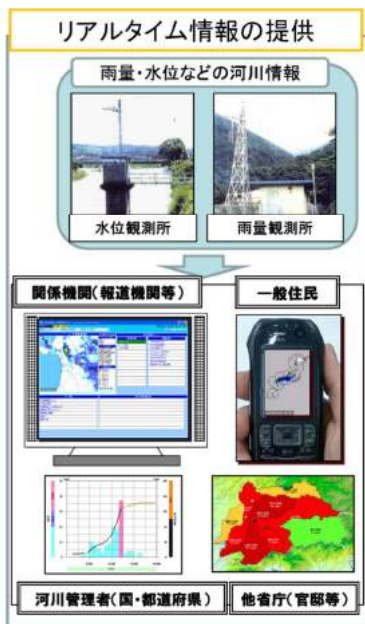 リアルタイム情報の提供
雨量・水位などの河川情報
水位観測所
雨量観測所
関係機関(報道機関等)
一般住民
河川管理者(国・都道府県)
他省庁(官邸等)